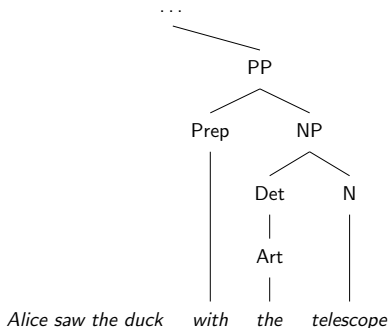 ...
PP
Prep NP
Det N
Art
Alice saw the duck with the telescope